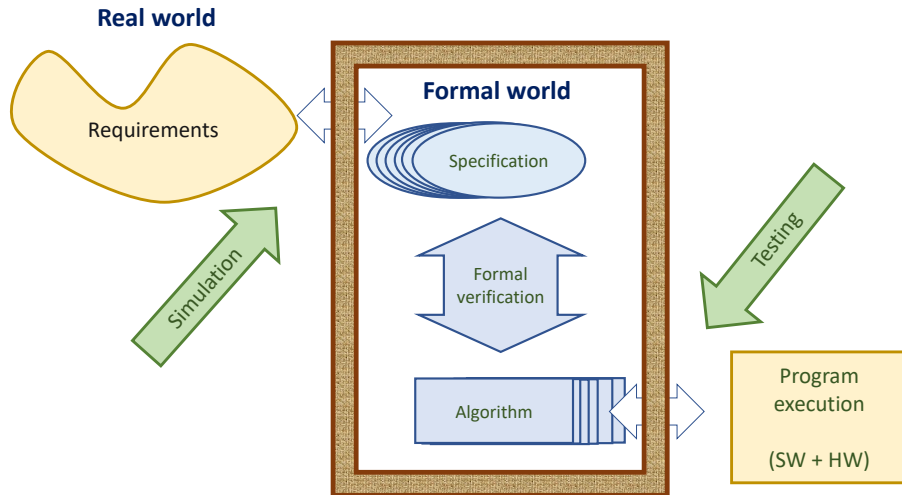 Real world
Requirements
Formal world
Specification
Simulation
Formal
verification
Testing
Algorithm
Program
execution
(SW + HW)